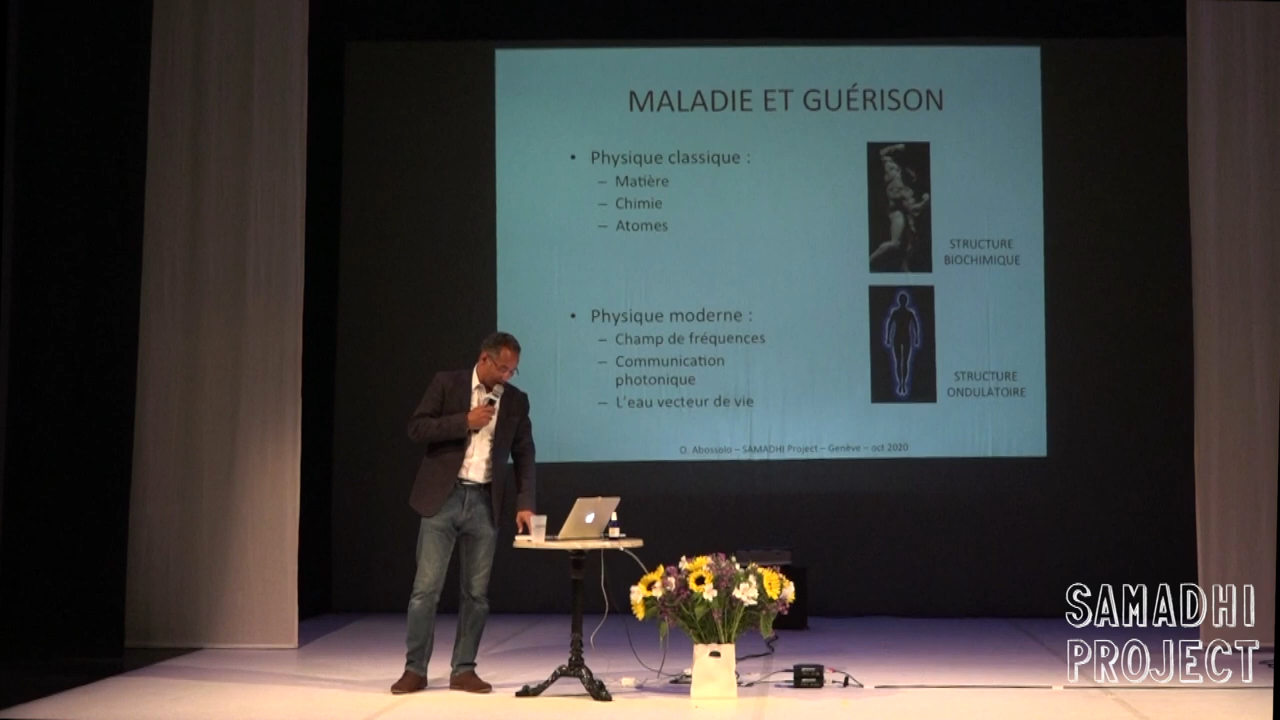 MALADIE ET GUÉRISON
• Physique classique :
– Matière
– Chimie
– Atomes
STRUCTURE
BIOCHIMIQUE
• Physique moderne :
– Champ de fréquences
– Communication
photonique
– L'eau vecteur de vie
STRUCTURE
ONDULATOIRE
O. Abossolo – SAMADHI Project – Genève – oct 2020
SAMADHI
PROJECT